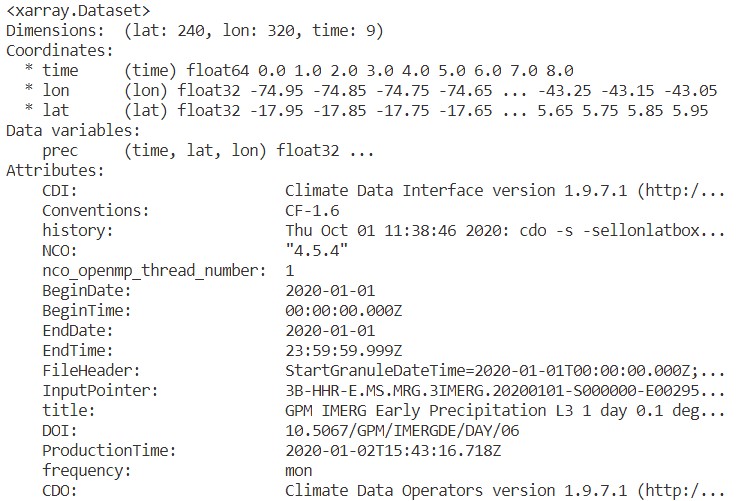 <xarray.Dataset>
Dimensions: (lat: 240, lon: 320, time: 9)
Coordinates:
* time (time) float64 0.0 1.0 2.0 3.0 4.0 5.0 6.0 7.0 8.0
* lon (lon) float32 -74.95 -74.85 -74.75 -74.65 ... -43.25 -43.15 -43.05
* lat (lat) float32 -17.95 -17.85 -17.75 -17.65 ... 5.65 5.75 5.85 5.95
Data variables:
prec (time, lat, lon) float32 ...
Attributes:
CDI: Climate Data Interface version 1.9.7.1 (http:/...
Conventions: CF-1.6
history: Thu Oct 01 11:38:46 2020: cdo -s -sellonlatbox...
NCO: "4.5.4"
nco_openmp_thread_number: 1
BeginDate: 2020-01-01
BeginTime: 00:00:00.000Z
EndDate: 2020-01-01
EndTime: 23:59:59.999Z
FileHeader: StartGranuleDateTime=2020-01-01T00:00:00.000Z;...
InputPointer: 3B-HHR-E.MS.MRG.3IMERG.20200101-S000000-E00295...
title: GPM IMERG Early Precipitation L3 1 day 0.1 deg...
DOI: 10.5067/GPM/IMERGDE/DAY/06
ProductionTime: 2020-01-02T15:43:16.718Z
frequency: mon
CDO: Climate Data Operators version 1.9.7.1 (http:/...